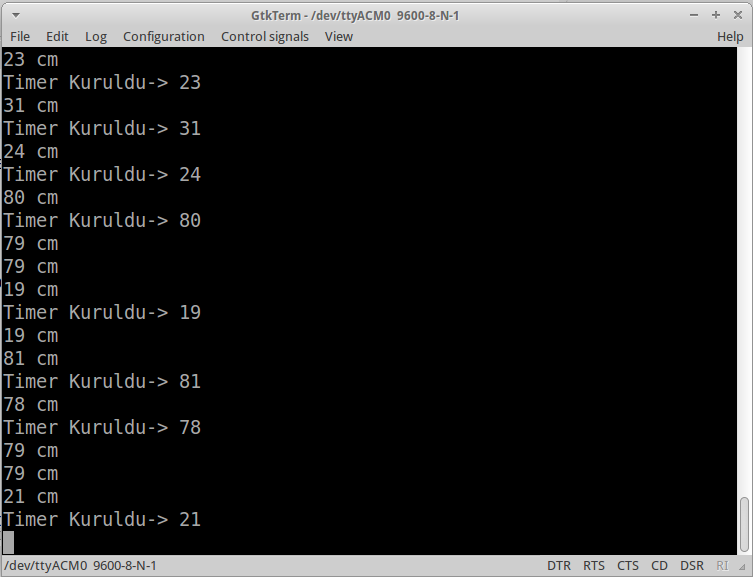 GtkTerm - /dev/ttyACM0 9600-8-N-1
File Edit Log Configuration Control signals View Help
23 cm
Timer Kuruldu-> 23
31 cm
Timer Kuruldu-> 31
24 cm
Timer Kuruldu-> 24
80 cm
Timer Kuruldu-> 80
79 cm
79 cm
19 cm
Timer Kuruldu-> 19
19 cm
81 cm
Timer Kuruldu-> 81
78 cm
Timer Kuruldu-> 78
79 cm
79 cm
21 cm
Timer Kuruldu-> 21
/dev/ttyACM0 9600-8-N-1 DTR RTS CTS CD DSR RI